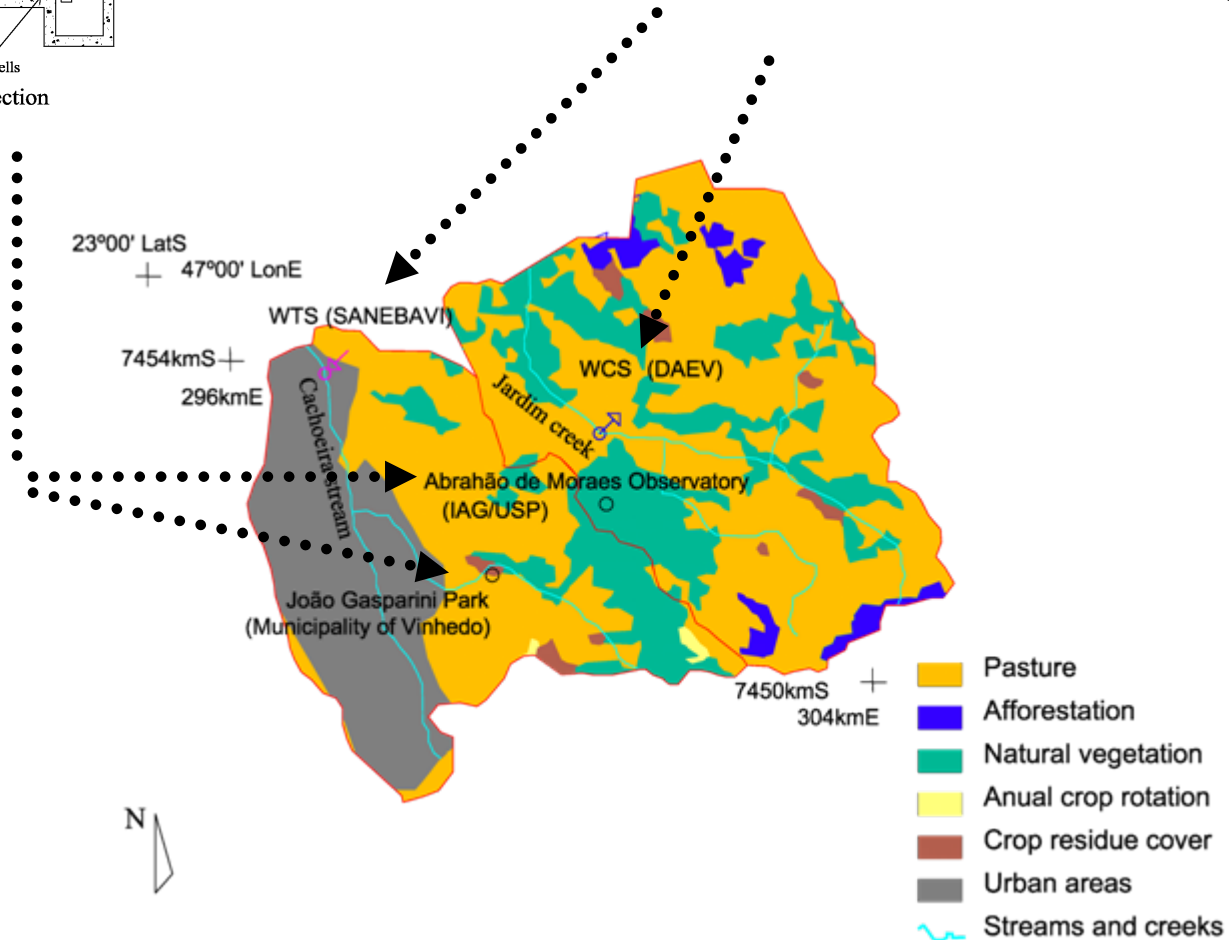 ells
ection
23º00' LatS
47º00' LonE
WTS (SANEBAVI)
7454kmS
296kmE
WCS (DAEV)
Jardim creek
Cachoeira stream
Abrahão de Moraes Observatory
(IAG/USP)
João Gasparini Park
(Municipality of Vinhedo)
7450kmS
304kmE
Pasture
Afforestation
Natural vegetation
Anual crop rotation
Crop residue cover
Urban areas
Streams and creeks
N